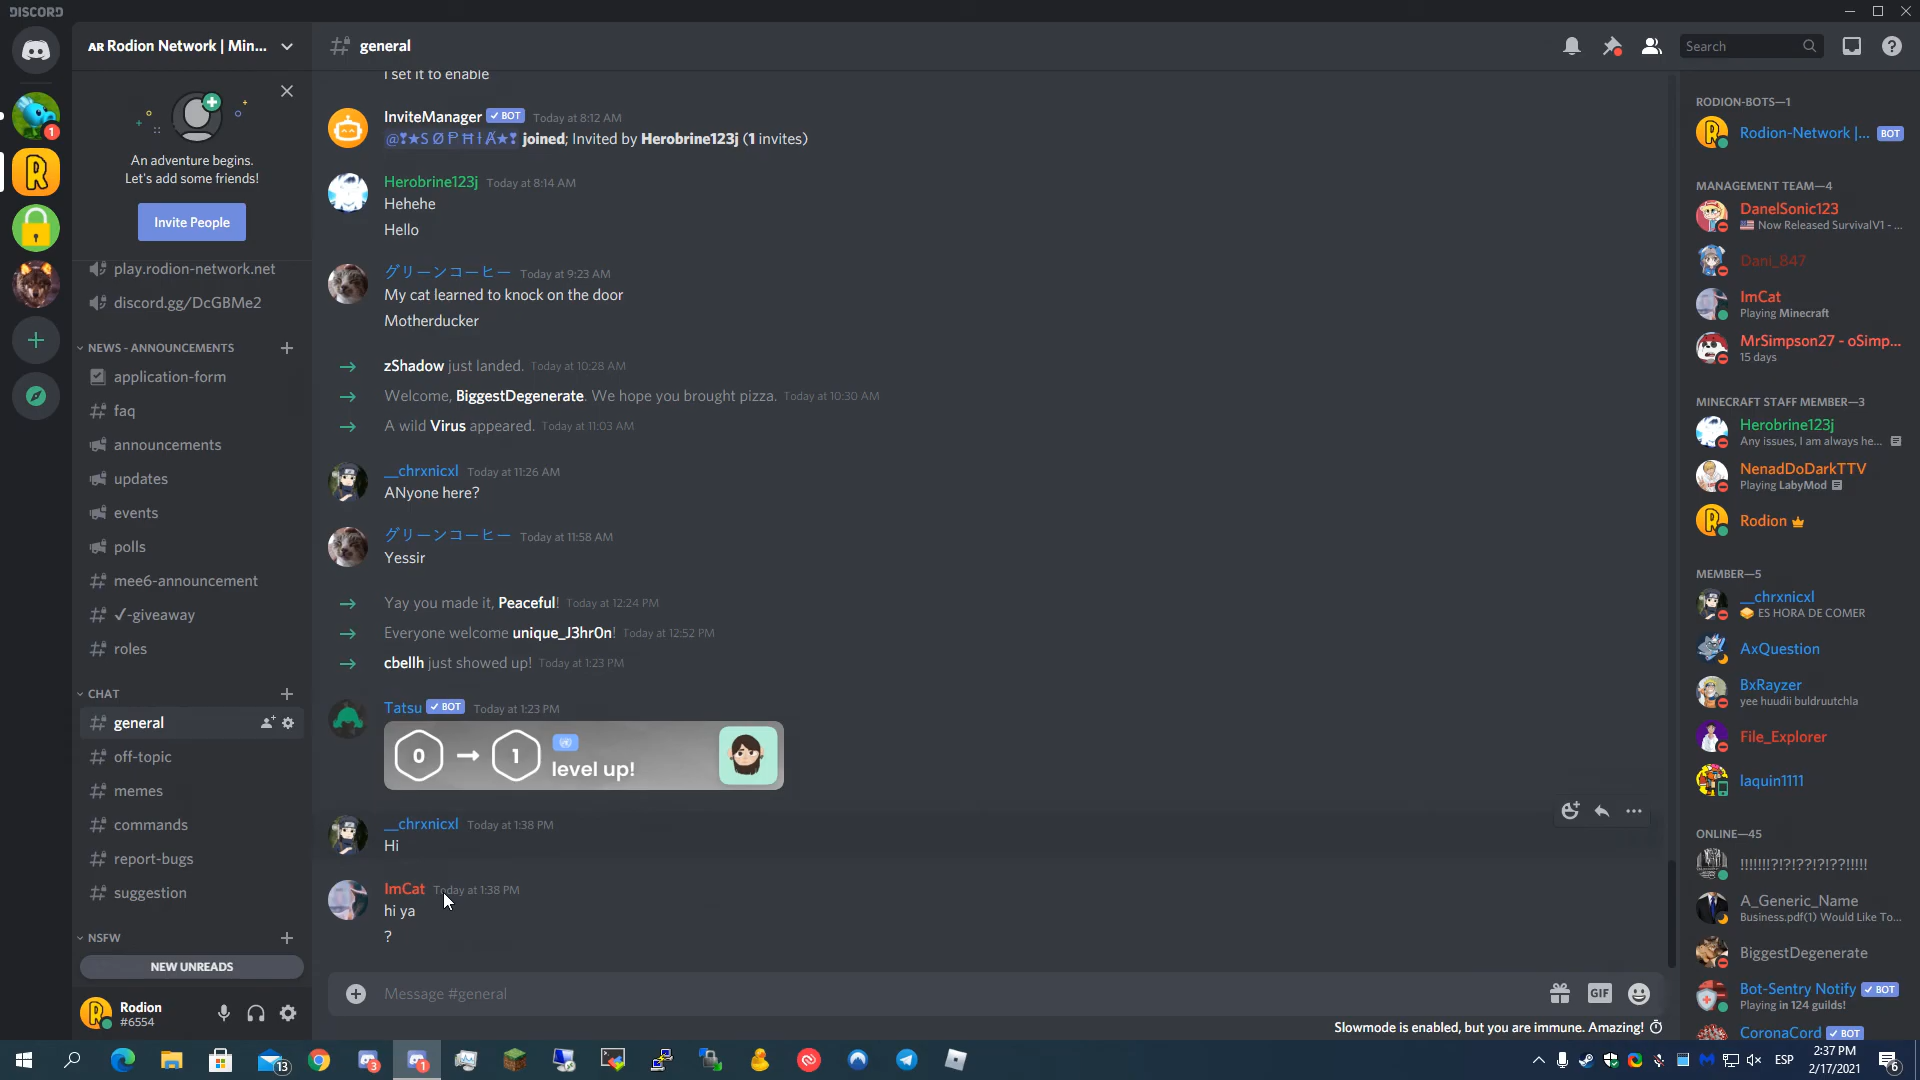 DISCORD
AR Rodion Network | Min...
general
Search
An adventure begins.
Let's add some friends!
Invite People
play.rodion-network.net
discord.gg/DcGBMe2
NEWS - ANNOUNCEMENTS
application-form
faq
announcements
updates
events
polls
mee6-announcement
✓-giveaway
roles
CHAT
general
off-topic
memes
commands
report-bugs
suggestion
NSFW
NEW UNREADS
Rodion
#6554
I set it to enable
InviteManager BOT Today at 8:12 AM
joined; Invited by Herobrine123j (1 invites)
Herobrine123j Today at 8:14 AM
Hehehe
Hello
グリーンコーヒー Today at 9:23 AM
My cat learned to knock on the door
Motherducker
zShadow just landed. Today at 10:28 AM
Welcome, BiggestDegenerate. We hope you brought pizza. Today at 10:30 AM
A wild Virus appeared. Today at 11:03 AM
__chrxnicxl Today at 11:26 AM
ANyone here?
グリーンコーヒー Today at 11:58 AM
Yessir
Yay you made it, Peaceful! Today at 12:24 PM
Everyone welcome unique_J3hr0n! Today at 12:52 PM
cbellh just showed up! Today at 1:23 PM
Tatsu BOT Today at 1:23 PM
0 → 1 level up!
__chrxnicxl Today at 1:38 PM
Hi
ImCat Today at 1:38 PM
hi ya
?
Message #general
GIF
Slowmode is enabled, but you are immune. Amazing!
RODION-BOTS—1
Rodion-Network |... BOT
MANAGEMENT TEAM—4
DanelSonic123
Now Released SurvivalV1 - ...
Dani_847
ImCat
Playing Minecraft
MrSimpson27 - oSimp...
15 days
MINECRAFT STAFF MEMBER—3
Herobrine123j
Any issues, I am always he...
NenadDoDarkTTV
Playing LabyMod
Rodion
MEMBER—5
__chrxnicxl
ES HORA DE COMER
AxQuestion
BxRayzer
yee huudii buldruutchla
File_Explorer
laquin1111
ONLINE—45
!!!!!!!?!?!??!?!??!!!!!
A_Generic_Name
Business.pdf(1) Would Like To...
BiggestDegenerate
Bot-Sentry Notify BOT
Playing in 124 guilds!
CoronaCord BOT
1
13
3
1
ESP
2:37 PM
2/17/2021
6